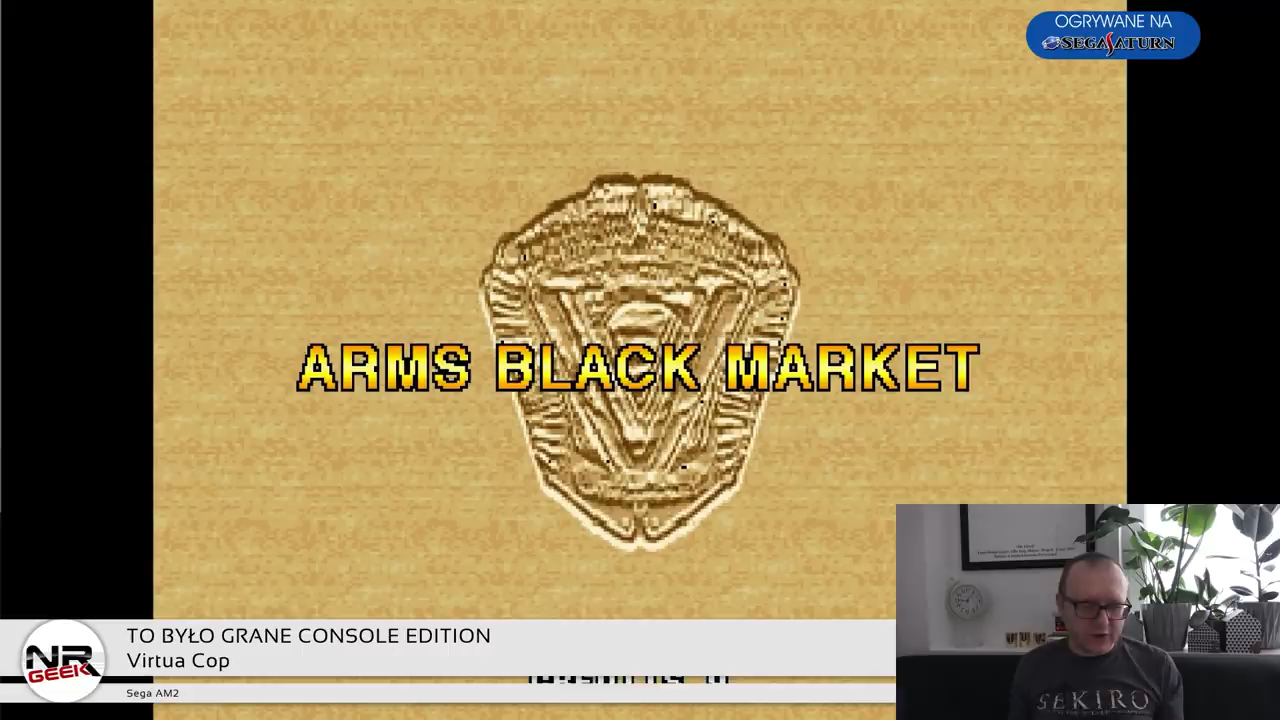 OGRYWANE NA
SEGA SATURN
ARMS BLACK MARKET
NR
GEEK
TO BYŁO GRANE CONSOLE EDITION
Virtua Cop
Sega AM2
SEKIRO